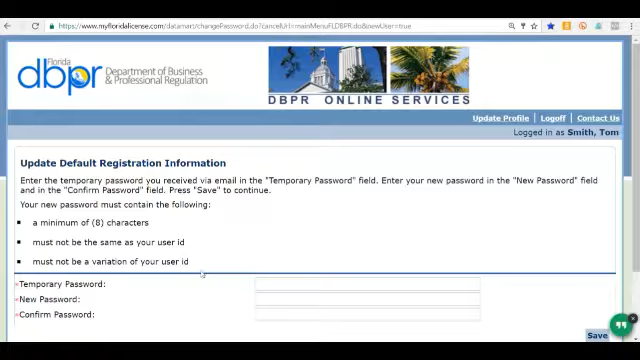 https://www.myfloridalicense.com/datamart/changePassword.do?cancelUrl=mainMenuFLDBPR.do&newUser=true
Florida
dbpr Department of Business
& Professional Regulation
DBPR ONLINE SERVICES
Update Profile | Logoff | Contact Us
Logged in as Smith, Tom
Update Default Registration Information
Enter the temporary password you received via email in the "Temporary Password" field. Enter your new password in the "New Password" field
and in the "Confirm Password" field. Press "Save" to continue.
Your new password must contain the following:
a minimum of (8) characters
must not be the same as your user id
must not be a variation of your user id
*Temporary Password:
*New Password:
*Confirm Password:
Save